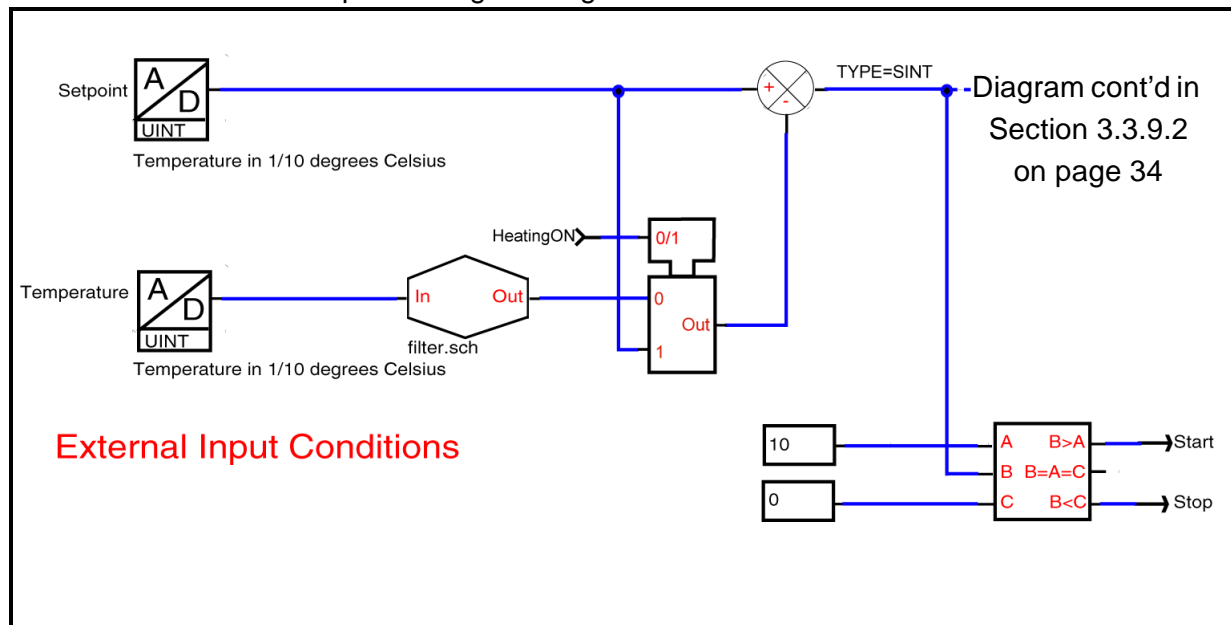 Setpoint
A
D
UINT
Temperature in 1/10 degrees Celsius
+
-
TYPE=SINT
Diagram cont'd in
Section 3.3.9.2
on page 34
HeatingON
0/1
Temperature
A
D
UINT
Temperature in 1/10 degrees Celsius
In
Out
filter.sch
0
1
Out
External Input Conditions
10
0
A
B
C
B>A
B=A=C
B<C
Start
Stop